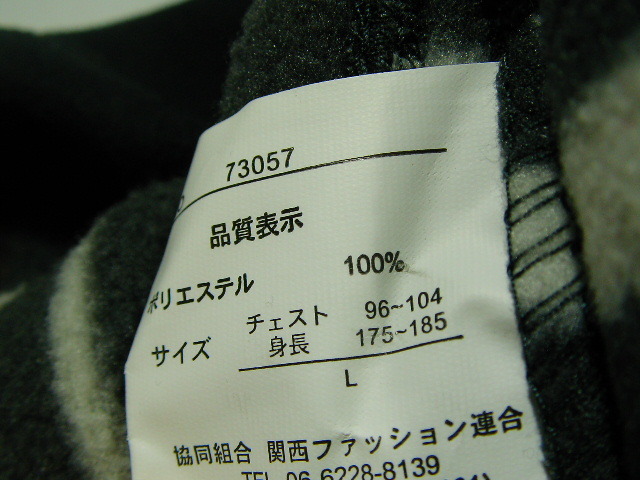 73057
品質表示
ポリエステル 100%
サイズ チェスト 96~104
身長 175~185
L
協同組合 関西ファッション連合
TEL 06-6228-8139